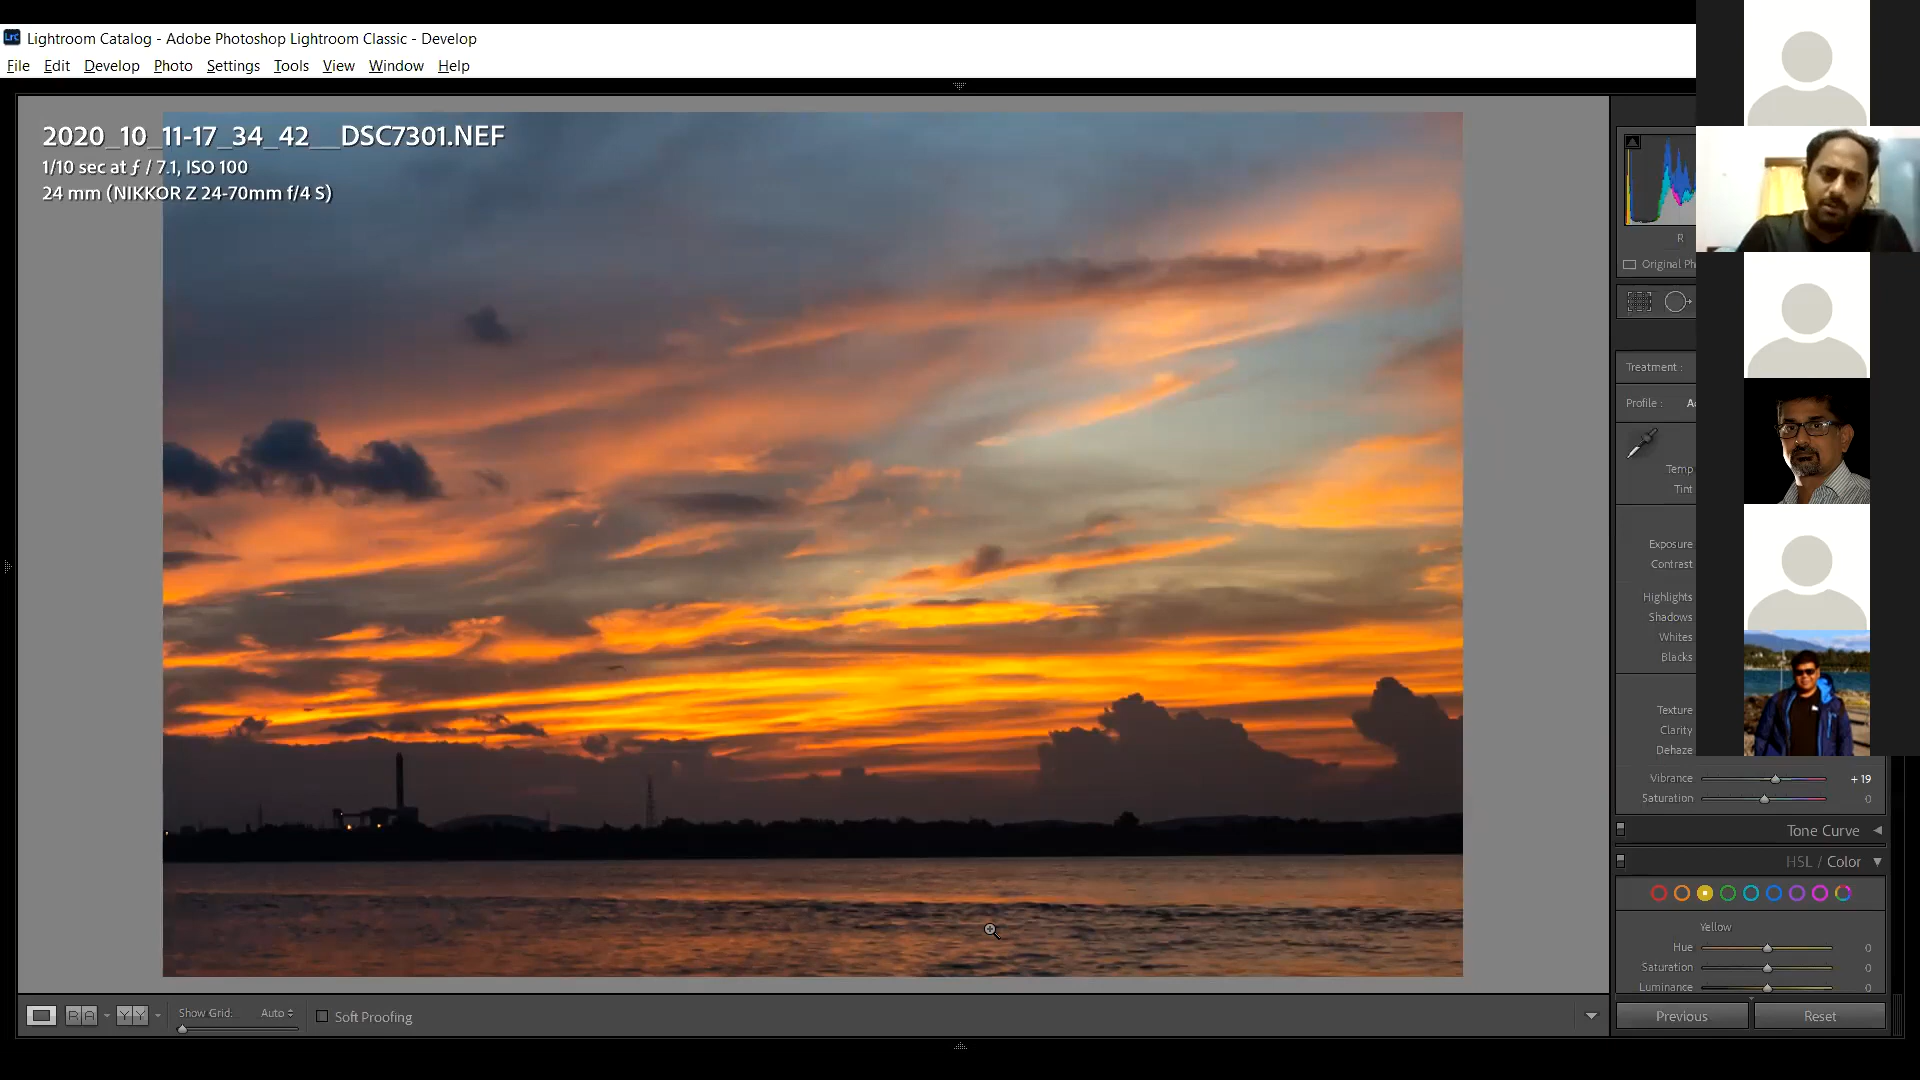 Lrc Lightroom Catalog - Adobe Photoshop Lightroom Classic - Develop
File Edit Develop Photo Settings Tools View Window Help
2020_10_11-17_34_42__DSC7301.NEF
1/10 sec at ƒ / 7.1, ISO 100
24 mm (NIKKOR Z 24-70mm f/4 S)
R
Original Ph
Treatment :
Profile : A
Temp
Tint
Exposure
Contrast
Highlights
Shadows
Whites
Blacks
Texture
Clarity
Dehaze
Vibrance + 19
Saturation 0
Tone Curve
HSL / Color
Yellow
Hue 0
Saturation 0
Luminance 0
R A Y Y Show Grid: Auto Soft Proofing
Previous Reset